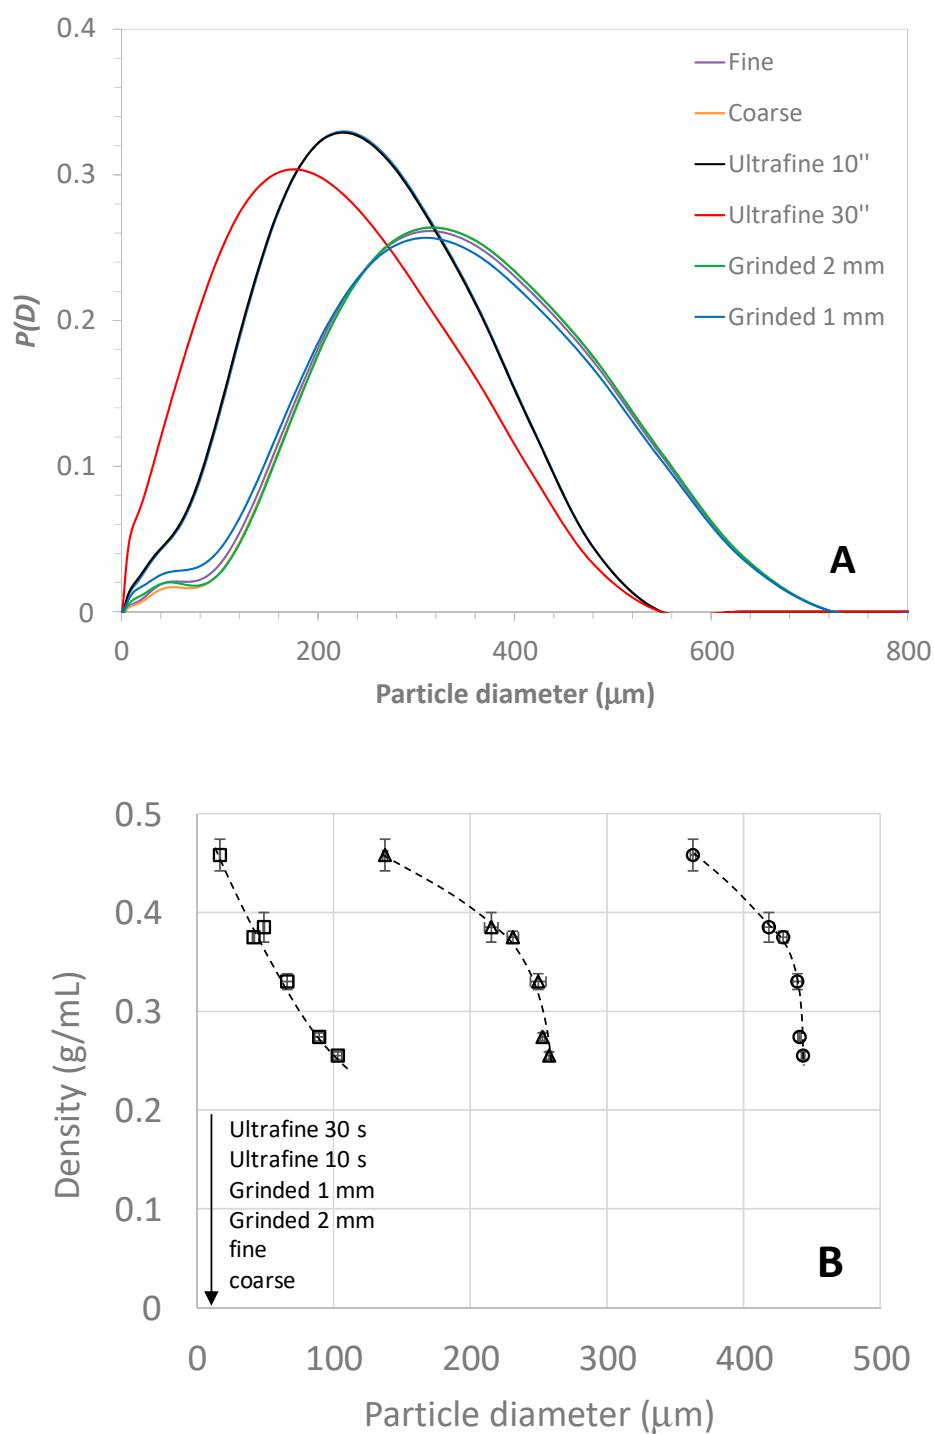 0.4
0.3
0.2
0.1
0
P(D)
Fine
Coarse
Ultrafine 10''
Ultrafine 30''
Grinded 2 mm
Grinded 1 mm
A
0 200 400 600 800
Particle diameter (μm)
0.5
0.4
0.3
0.2
0.1
0
Density (g/mL)
Ultrafine 30 s
Ultrafine 10 s
Grinded 1 mm
Grinded 2 mm
fine
coarse
B
0 100 200 300 400 500
Particle diameter (μm)